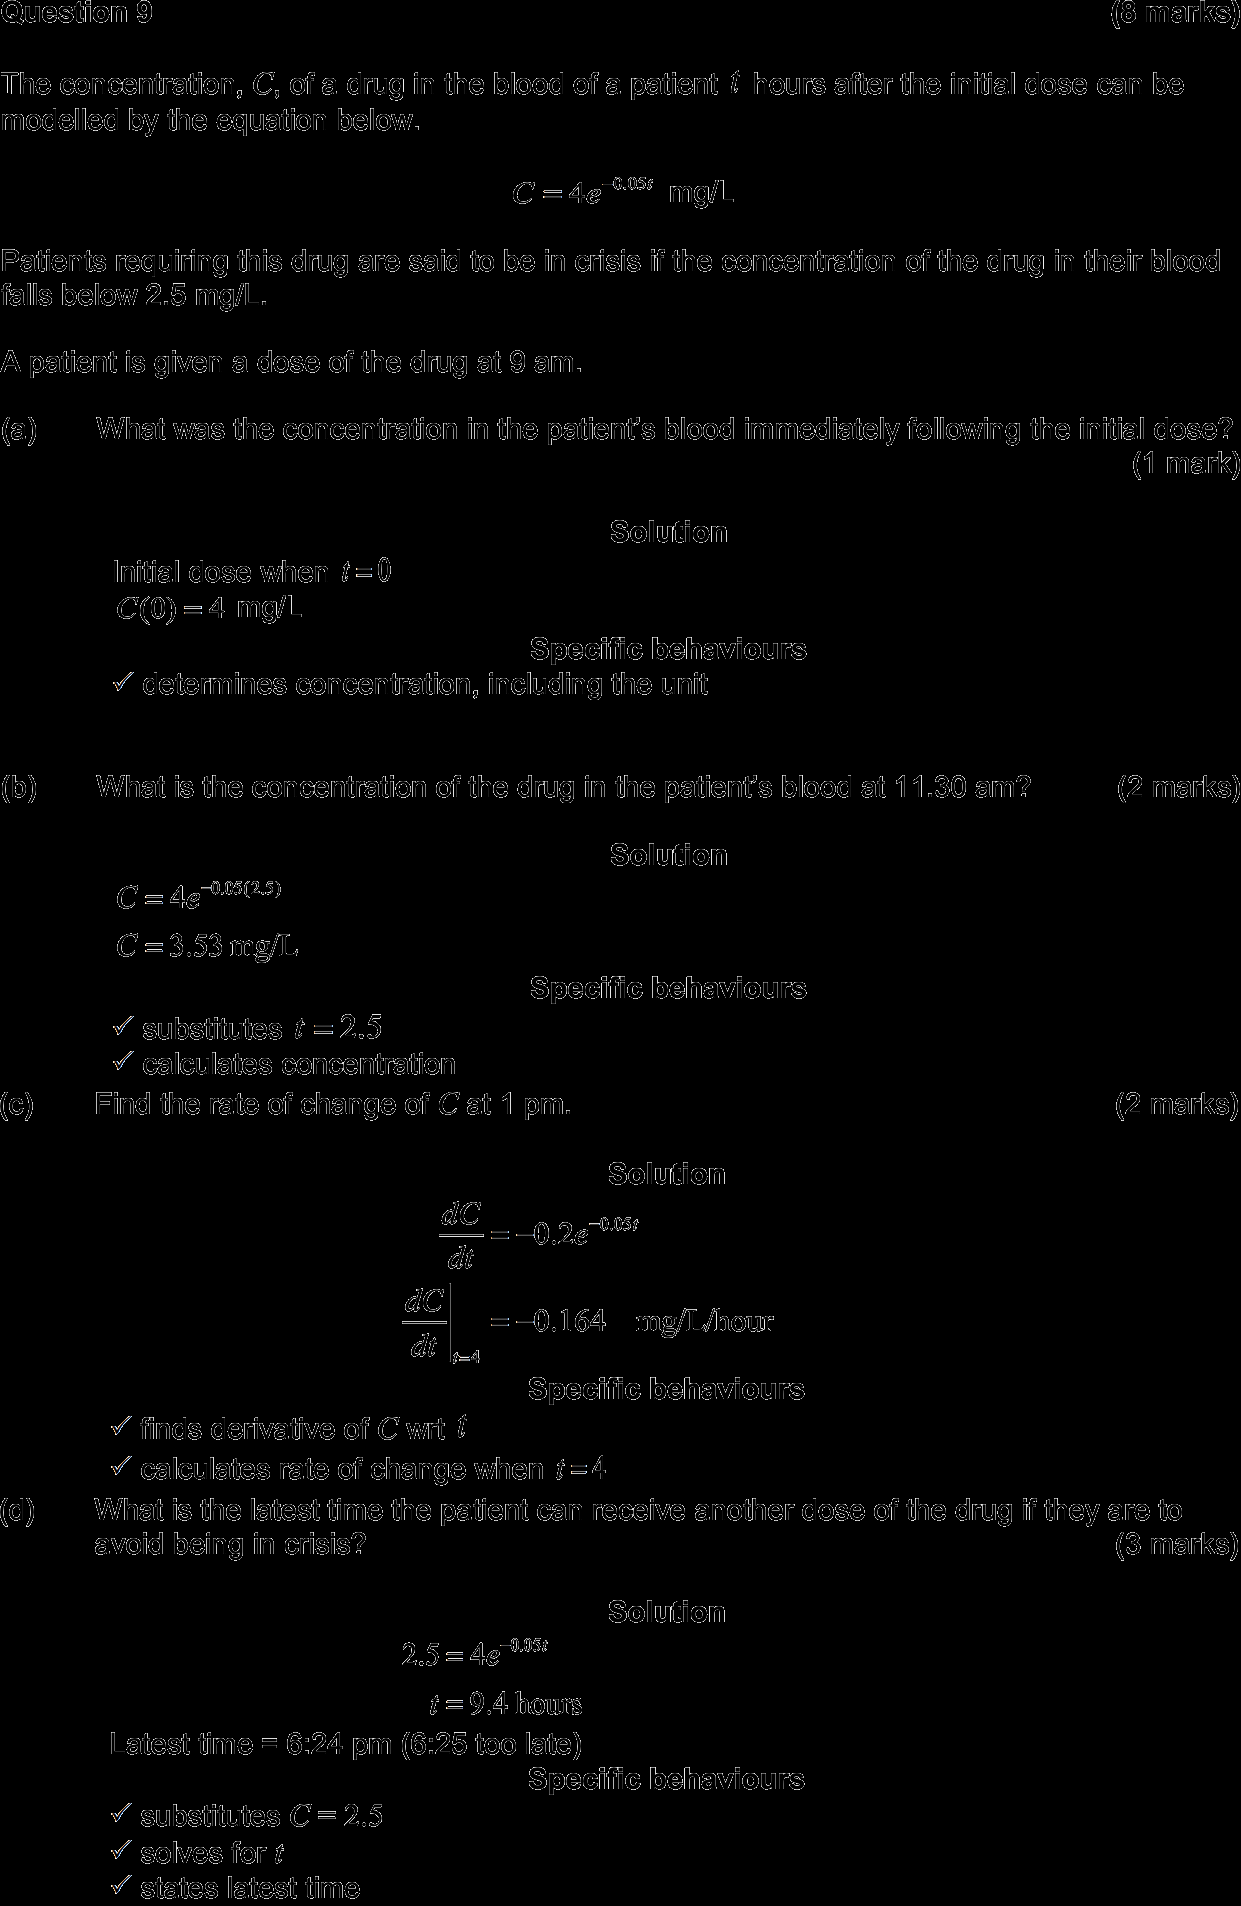 Question 9 (8 marks)
The concentration, C, of a drug in the blood of a patient t hours after the initial dose can be
modelled by the equation below.
C = 4e^{-0.05t} mg/L
Patients requiring this drug are said to be in crisis if the concentration of the drug in their blood
falls below 2.5 mg/L.
A patient is given a dose of the drug at 9 am.
(a) What was the concentration in the patient's blood immediately following the initial dose?
(1 mark)
Solution
Initial dose when t = 0
C(0) = 4 mg/L
Specific behaviours
✓ determines concentration, including the unit
(b) What is the concentration of the drug in the patient's blood at 11.30 am? (2 marks)
Solution
C = 4e^{-0.05(2.5)}
C = 3.53 mg/L
Specific behaviours
✓ substitutes t = 2.5
✓ calculates concentration
(c) Find the rate of change of C at 1 pm. (2 marks)
Solution
dC/dt = -0.2e^{-0.05t}
dC/dt|_{t=4} = -0.164 mg/L/hour
Specific behaviours
✓ finds derivative of C wrt t
✓ calculates rate of change when t = 4
(d) What is the latest time the patient can receive another dose of the drug if they are to
avoid being in crisis? (3 marks)
Solution
2.5 = 4e^{-0.05t}
t = 9.4 hours
Latest time = 6:24 pm (6:25 too late)
Specific behaviours
✓ substitutes C = 2.5
✓ solves for t
✓ states latest time